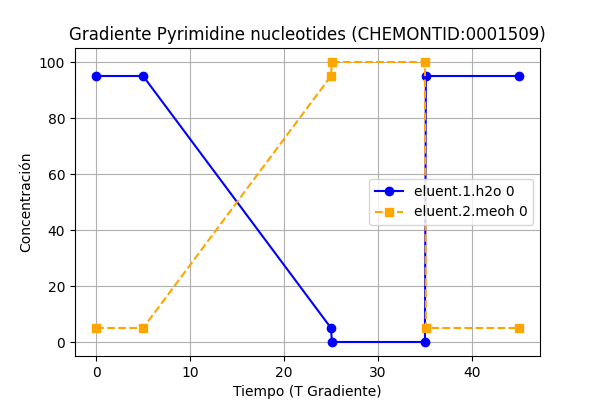 Gradiente Pyrimidine nucleotides (CHEMONTID:0001509)
100
80
60
40
20
0
Concentración
eluent.1.h2o 0
eluent.2.meoh 0
0 10 20 30 40
Tiempo (T Gradiente)